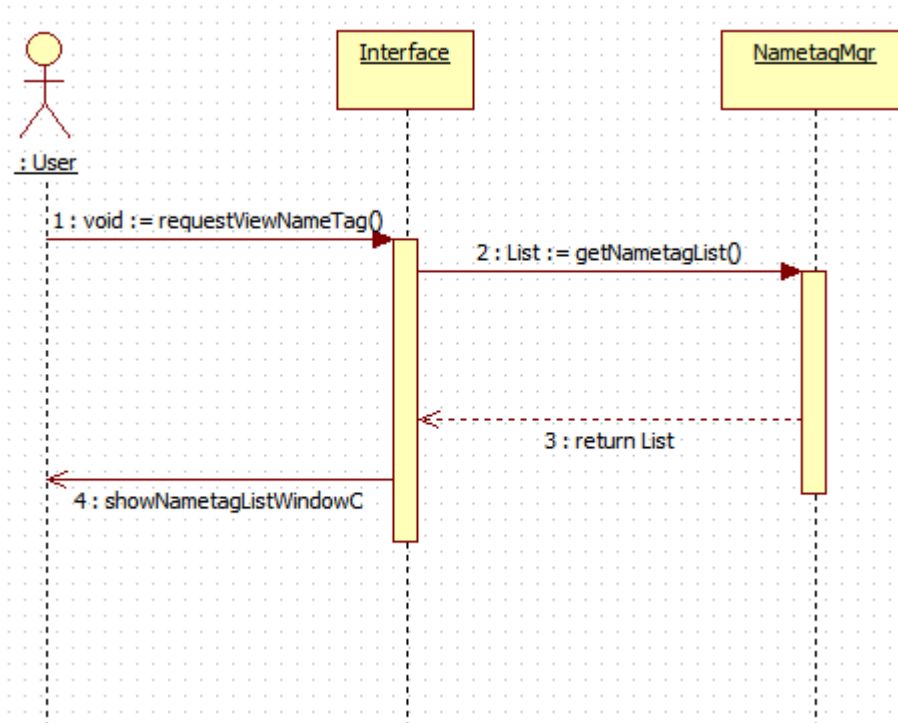 Interface
NametagMgr
: User
1 : void := requestViewNameTag()
2 : List := getNametagList()
3 : return List
4 : showNametagListWindowC